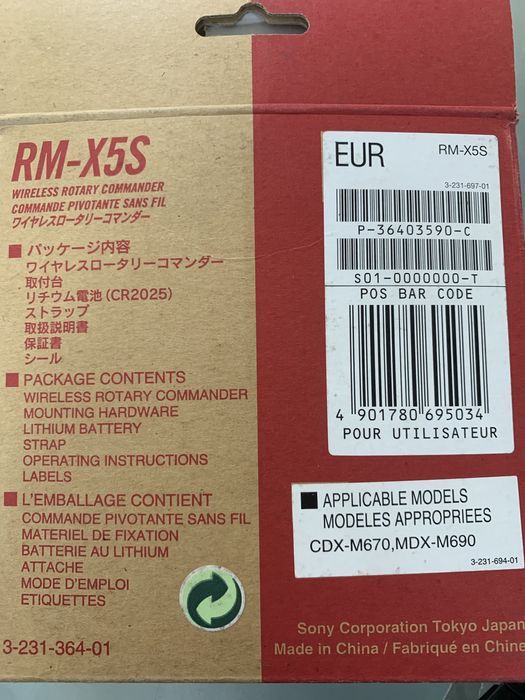 RM-X5S
WIRELESS ROTARY COMMANDER
COMMANDE PIVOTANTE SANS FIL
ワイヤレスロータリーコマンダー
■ パッケージ内容
ワイヤレスロータリーコマンダー
取付台
リチウム電池 (CR2025)
ストラップ
取扱説明書
保証書
シール
■ PACKAGE CONTENTS
WIRELESS ROTARY COMMANDER
MOUNTING HARDWARE
LITHIUM BATTERY
STRAP
OPERATING INSTRUCTIONS
LABELS
■ L'EMBALLAGE CONTIENT
COMMANDE PIVOTANTE SANS FIL
MATERIEL DE FIXATION
BATTERIE AU LITHIUM
ATTACHE
MODE D'EMPLOI
ETIQUETTES
3-231-364-01
EUR RM-X5S
3-231-697-01
P-36403590-C
S01-0000000-T
POS BAR CODE
4 901780 695034
POUR UTILISATEUR
■ APPLICABLE MODELS
MODELES APPROPRIEES
CDX-M670,MDX-M690
3-231-694-01
Sony Corporation Tokyo Japan
Made in China / Fabriqué en Chine